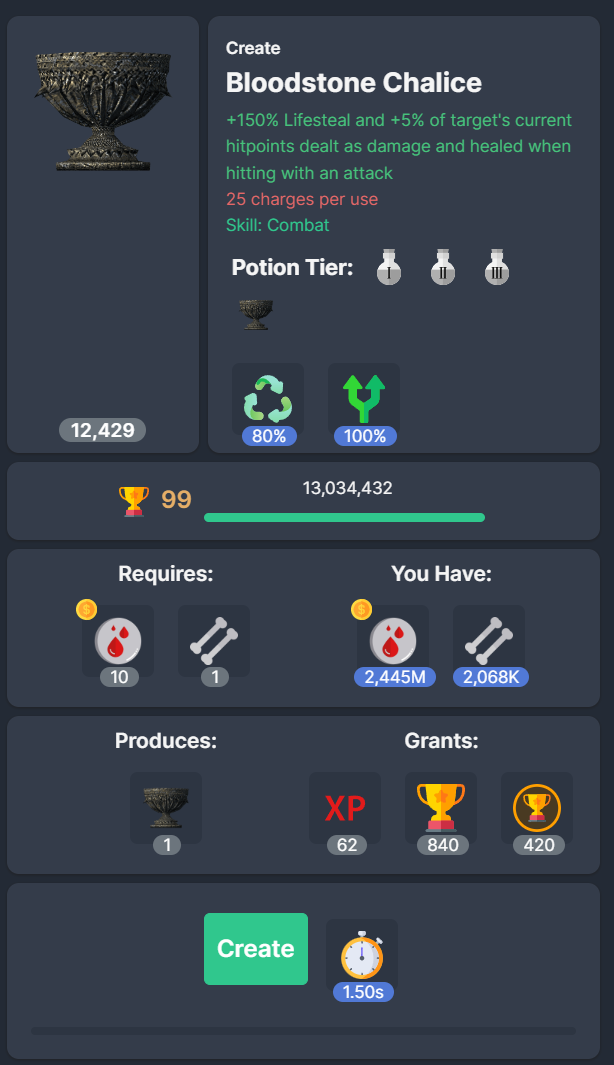 Create
Bloodstone Chalice
+150% Lifesteal and +5% of target's current
hitpoints dealt as damage and healed when
hitting with an attack
25 charges per use
Skill: Combat
Potion Tier: I II III
12,429
80% 100%
99
13,034,432
Requires: You Have:
10 1 2,445M 2,068K
Produces: Grants:
XP
1 62 840 420
Create
1.50s